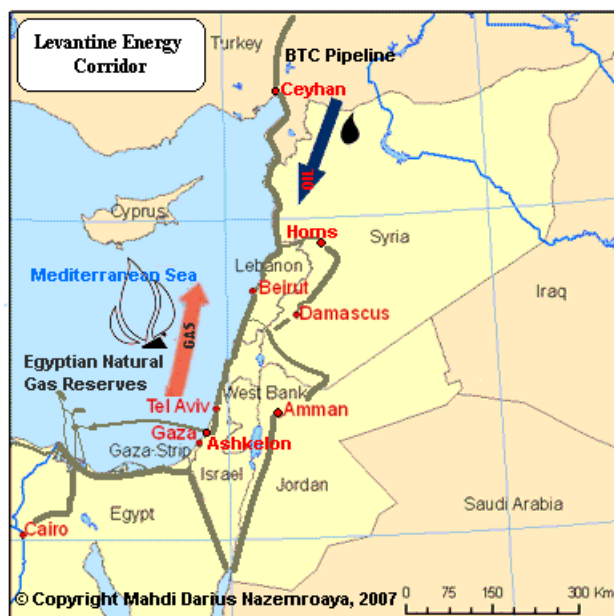 Levantine Energy
Corridor
Turkey
BTC Pipeline
Ceyhan
OIL
Cyprus
Homs
Syria
Mediterranean Sea
Lebanon
Beirut
Iraq
Damascus
GAS
Egyptian Natural
Gas Reserves
West Bank
Tel Aviv
Amman
Gaza
Ashkelon
Gaza-Strip
Israel
Jordan
Saudi Arabia
Egypt
Cairo
© Copyright Mahdi Darius Nazemroaya, 2007
0 75 150 300 Km